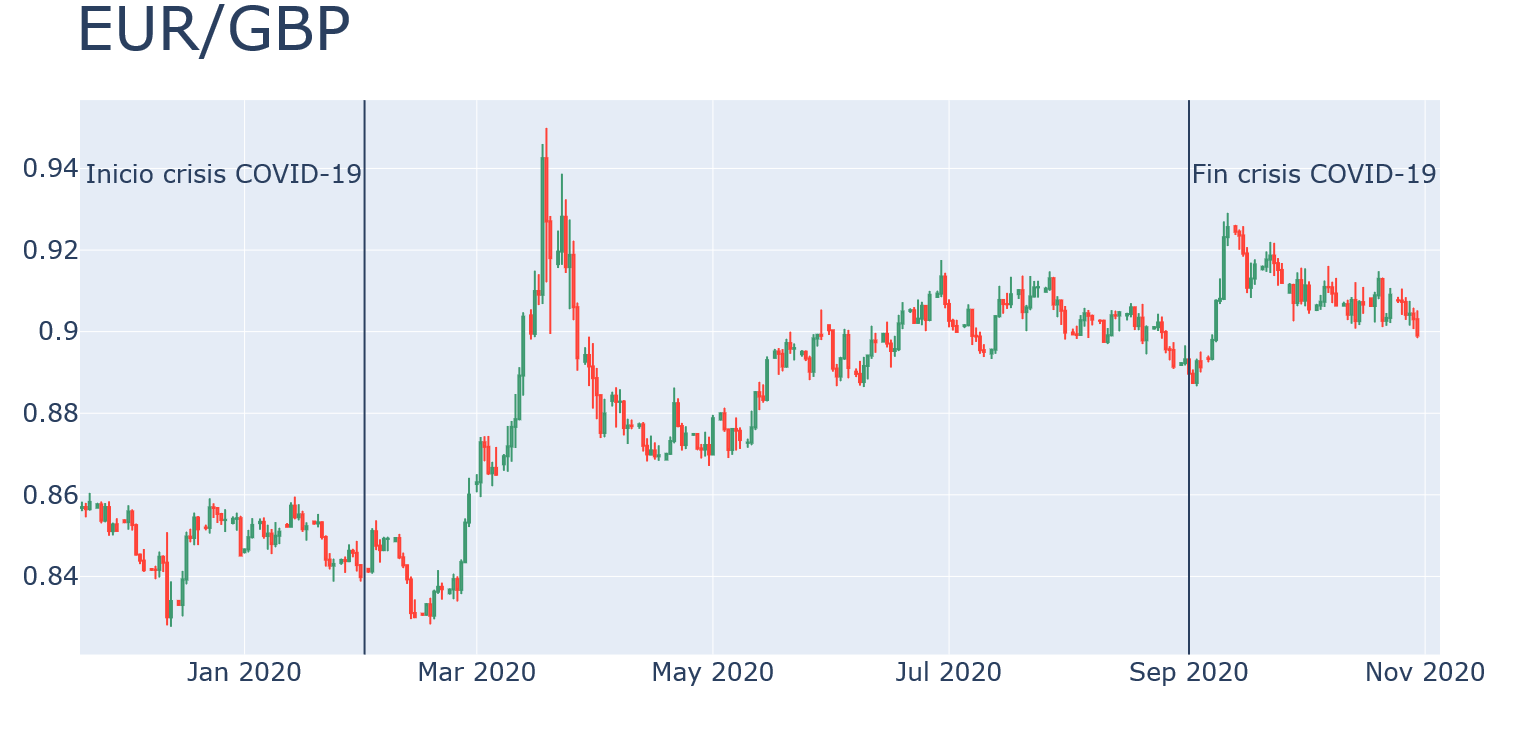 EUR/GBP
0.94
Inicio crisis COVID-19
Fin crisis COVID-19
0.92
0.9
0.88
0.86
0.84
Jan 2020
Mar 2020
May 2020
Jul 2020
Sep 2020
Nov 2020